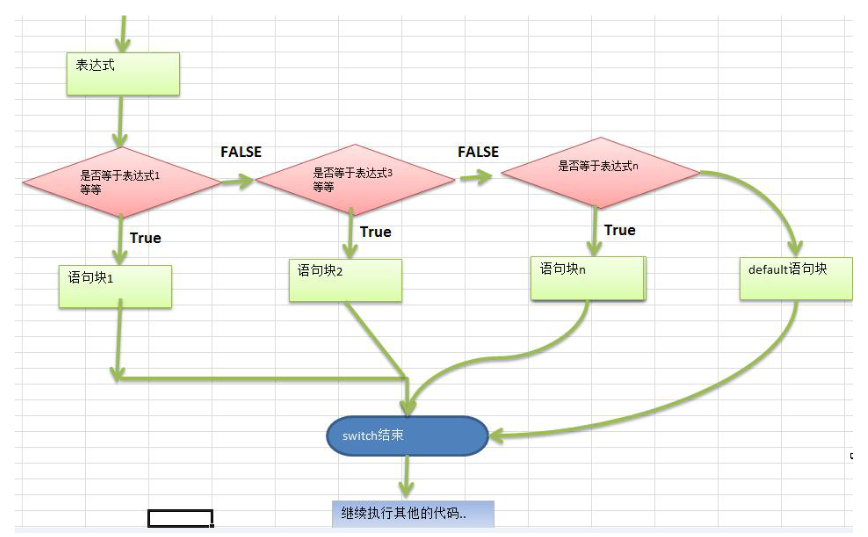 表达式
FALSE
FALSE
是否等于表达式1
等等
是否等于表达式3
等等
是否等于表达式n
True
True
True
语句块1
语句块2
语句块n
default语句块
switch结束
继续执行其他的代码..